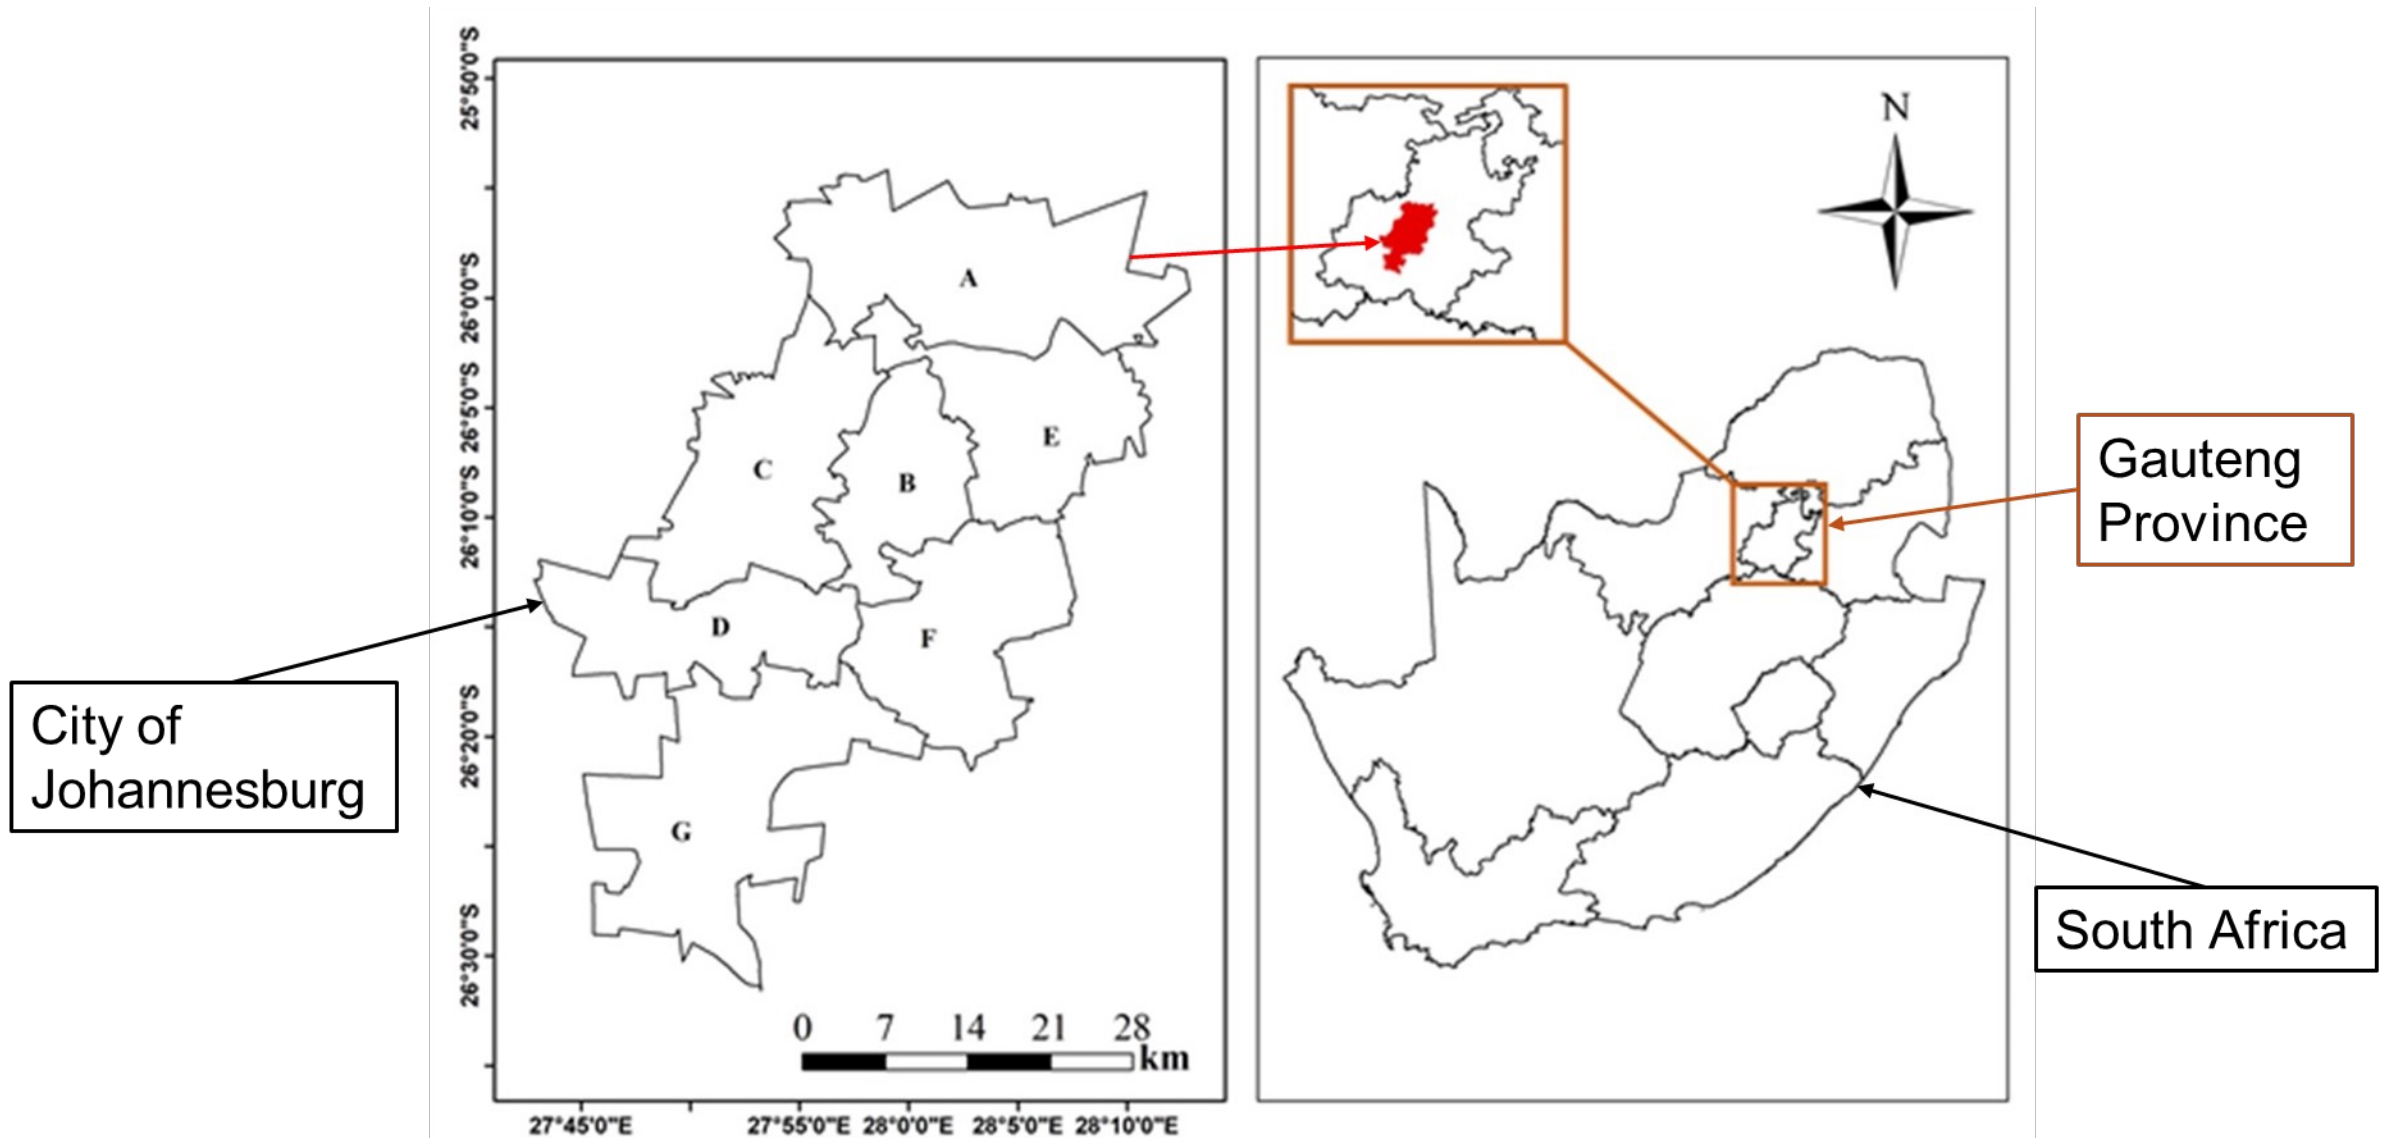 25°50'0"S
26°0'0"S
26°5'0"S
26°10'0"S
26°20'0"S
26°30'0"S
A
B
C
D
E
F
G
0 7 14 21 28
km
27°45'0"E 27°55'0"E 28°0'0"E 28°5'0"E 28°10'0"E
N
City of
Johannesburg
Gauteng
Province
South Africa